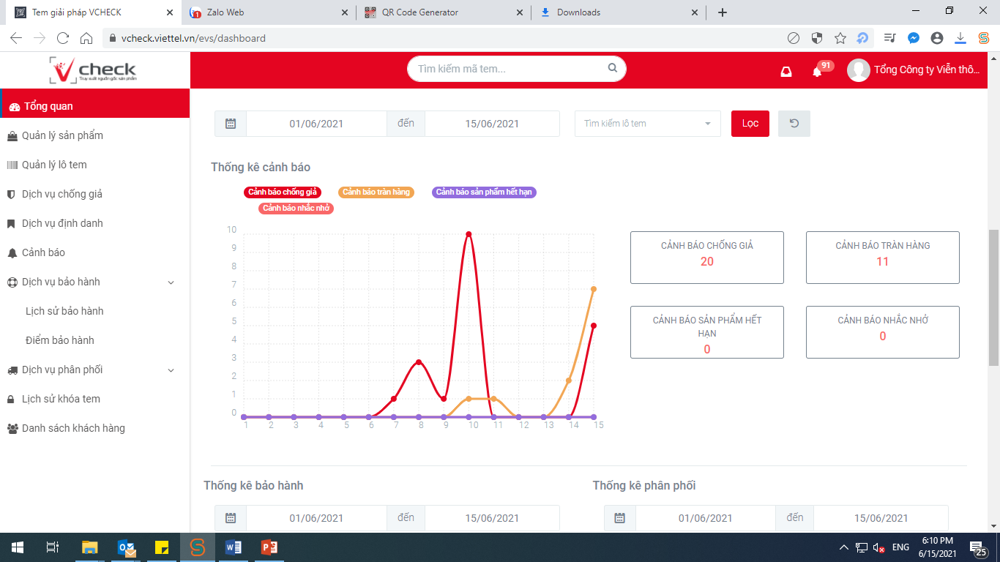 Tem giải pháp VCHECK
1
Zalo Web
QR Code Generator
Downloads
vcheck.viettel.vn/evs/dashboard
check
Truy xuất nguồn gốc sản phẩm
Tìm kiếm mã tem...
91
Tổng Công ty Viễn thô...
Tổng quan
Quản lý sản phẩm
Quản lý lô tem
Dịch vụ chống giả
Dịch vụ định danh
Cảnh báo
Dịch vụ bảo hành
Lịch sử bảo hành
Điểm bảo hành
Dịch vụ phân phối
Lịch sử khóa tem
Danh sách khách hàng
01/06/2021
đến
15/06/2021
Tìm kiếm lô tem
Lọc
Thống kê cảnh báo
Cảnh báo chống giả
Cảnh báo tràn hàng
Cảnh báo sản phẩm hết hạn
Cảnh báo nhắc nhở
10
9
8
7
6
5
4
3
2
1
0
1 2 3 4 5 6 7 8 9 10 11 12 13 14 15
CẢNH BÁO CHỐNG GIẢ
20
CẢNH BÁO TRÀN HÀNG
11
CẢNH BÁO SẢN PHẨM HẾT
HẠN
0
CẢNH BÁO NHẮC NHỞ
0
Thống kê bảo hành
01/06/2021
đến
15/06/2021
Thống kê phân phối
01/06/2021
đến
15/06/2021
ENG
6:10 PM
6/15/2021
25